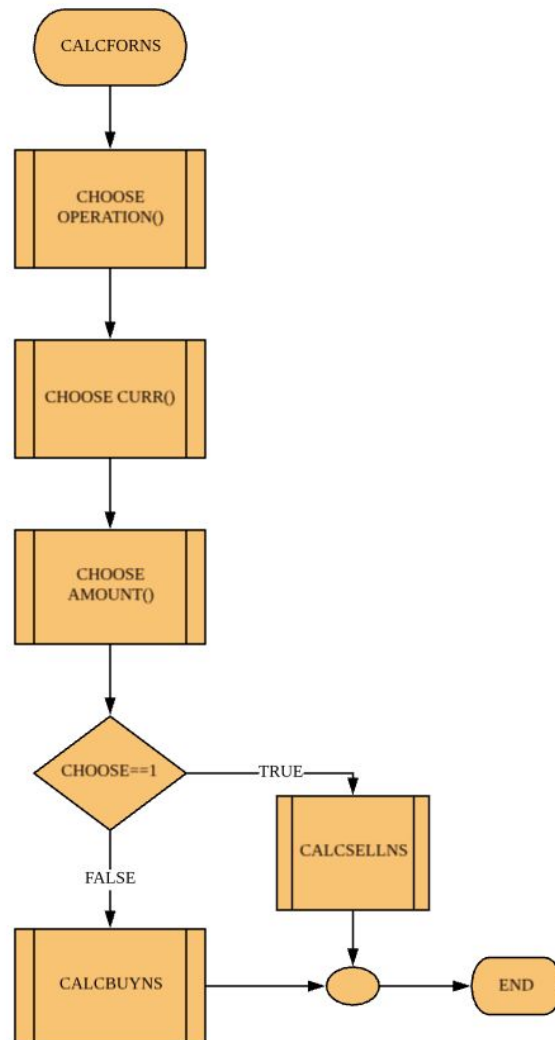 CALCFORNS
CHOOSE
OPERATION()
CHOOSE CURR()
CHOOSE
AMOUNT()
CHOOSE==1
TRUE
CALCSELLNS
FALSE
CALCBUYNS
END